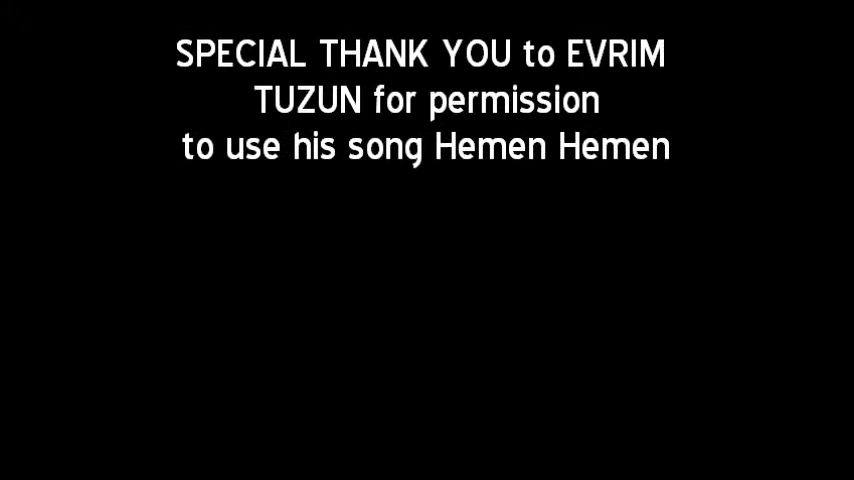 SPECIAL THANK YOU to EVRIM
TUZUN for permission
to use his song Hemen Hemen